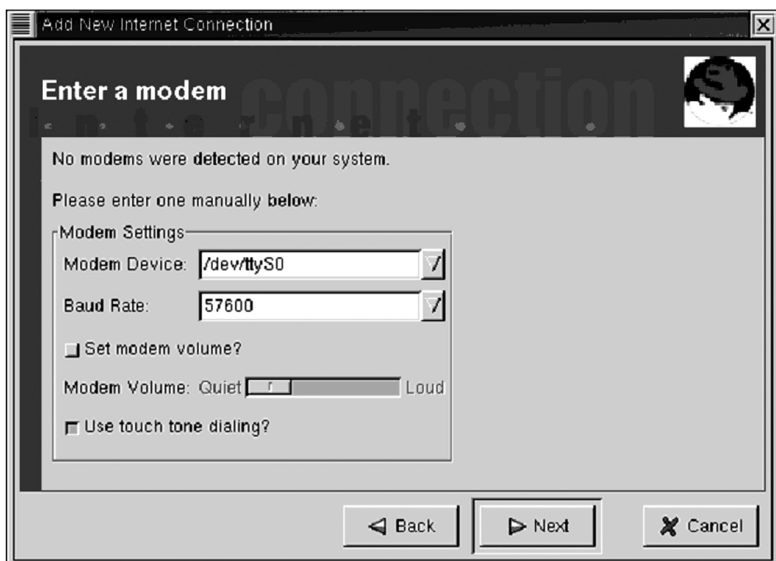 Add New Internet Connection
Enter a modem
internet connection
No modems were detected on your system.
Please enter one manually below:
Modem Settings
Modem Device: /dev/ttyS0
Baud Rate: 57600
Set modem volume?
Modem Volume: Quiet Loud
Use touch tone dialing?
Back Next Cancel